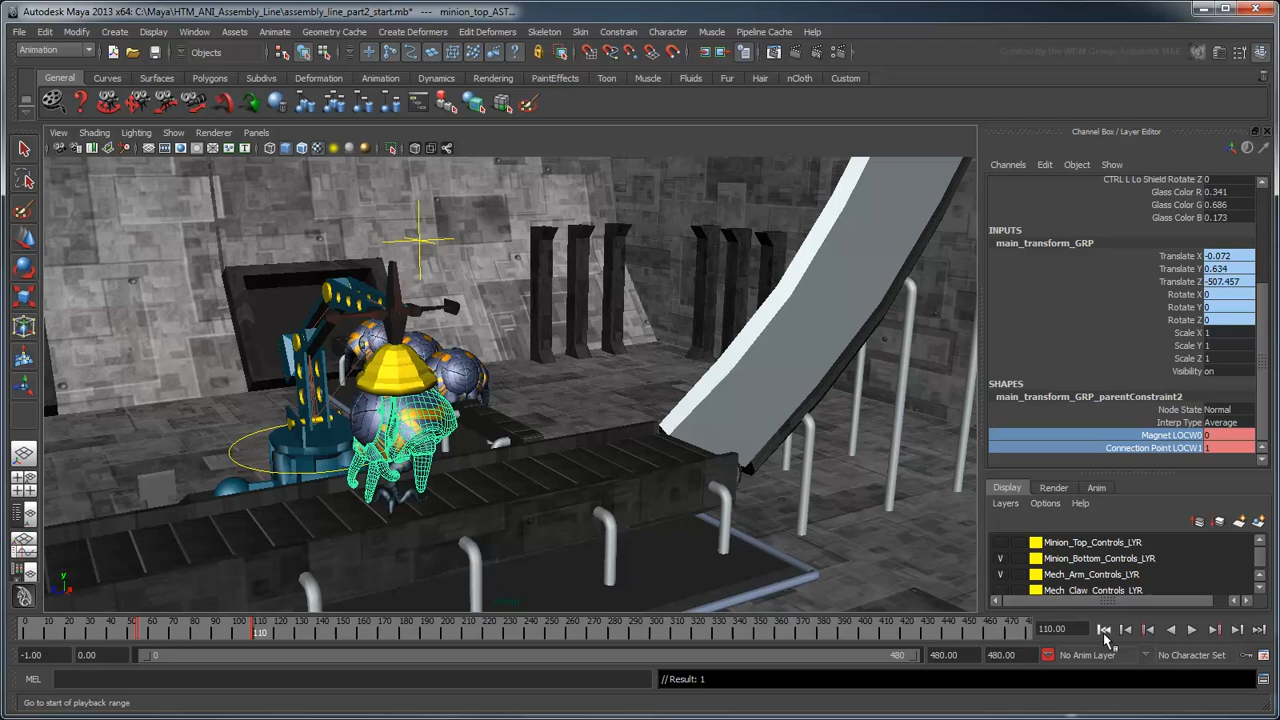 Autodesk Maya 2013 x64: C:\Maya\HTM_ANI_Assembly_Line\assembly_line_part2_start.mb* --- minion_top_AST...
File Edit Modify Create Display Window Assets Animate Geometry Cache Create Deformers Edit Deformers Skeleton Skin Constrain Character Muscle Pipeline Cache Help
Animation Objects
General Curves Surfaces Polygons Subdivs Deformation Animation Dynamics Rendering PaintEffects Toon Muscle Fluids Fur Hair nCloth Custom
View Shading Lighting Show Renderer Panels
Channel Box / Layer Editor
Channels Edit Object Show
CTRL L Lo Shield Rotate Z 0
Glass Color R 0.341
Glass Color G 0.686
Glass Color B 0.173
INPUTS
main_transform_GRP
Translate X -0.072
Translate Y 0.634
Translate Z -507.457
Rotate X 0
Rotate Y 0
Rotate Z 0
Scale X 1
Scale Y 1
Scale Z 1
Visibility on
SHAPES
main_transform_GRP_parentConstraint2
Node State Normal
Interp Type Average
Magnet LOCW0 0
Connection Point LOCW1 1
Display Render Anim
Layers Options Help
Minion_Top_Controls_LYR
V Minion_Bottom_Controls_LYR
V Mech_Arm_Controls_LYR
Mech_Claw_Controls_LYR
y
x
0 10 20 30 40 50 60 70 80 90 100 110 120 130 140 150 160 170 180 190 200 210 220 230 240 250 260 270 280 290 300 310 320 330 340 350 360 370 380 390 400 410 420 430 440 450 460 470
110
110.00
-1.00 0.00 0 480 480.00 480.00 No Anim Layer No Character Set
MEL // Result: 1
Go to start of playback range